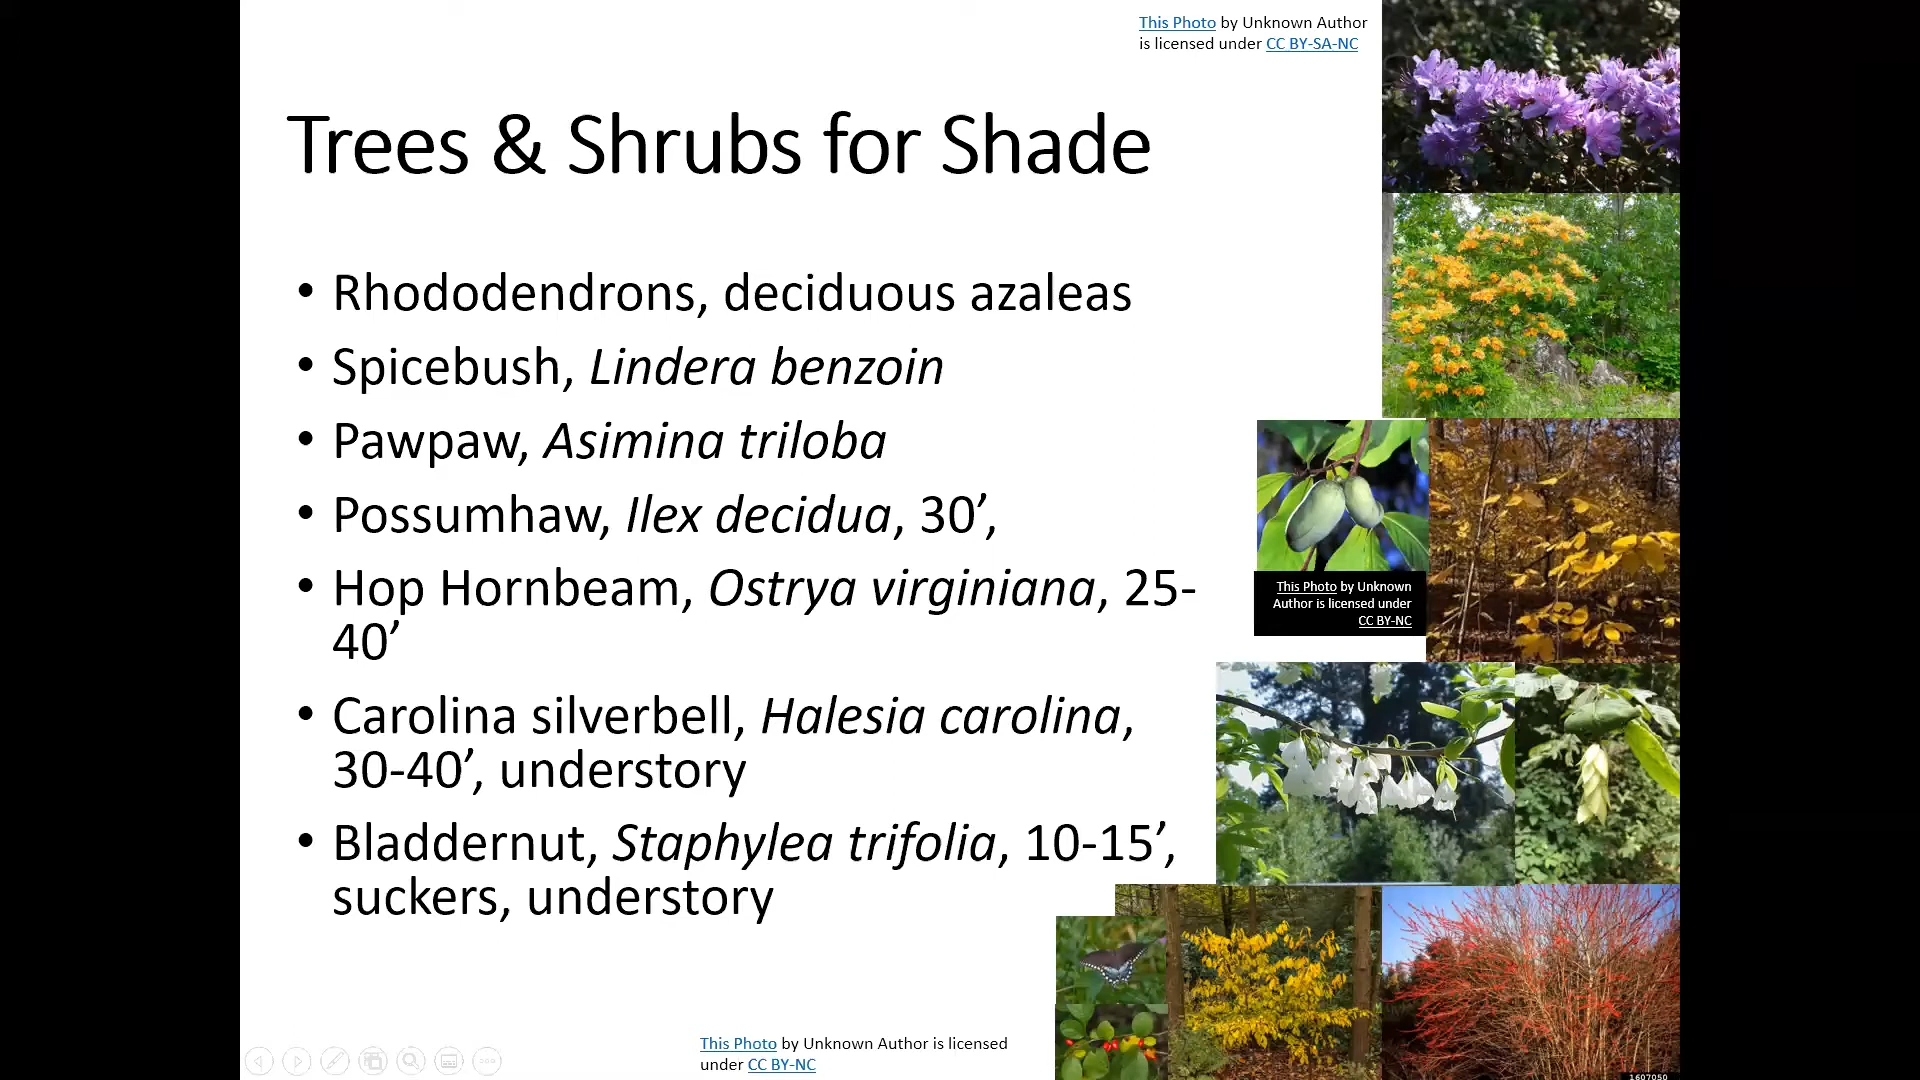 This Photo by Unknown Author
is licensed under CC BY-SA-NC
Trees & Shrubs for Shade
• Rhododendrons, deciduous azaleas
• Spicebush, Lindera benzoin
• Pawpaw, Asimina triloba
• Possumhaw, Ilex decidua, 30’,
• Hop Hornbeam, Ostrya virginiana, 25-
40’
• Carolina silverbell, Halesia carolina,
30-40’, understory
• Bladdernut, Staphylea trifolia, 10-15’,
suckers, understory
This Photo by Unknown
Author is licensed under
CC BY-NC
This Photo by Unknown Author is licensed
under CC BY-NC
1607050